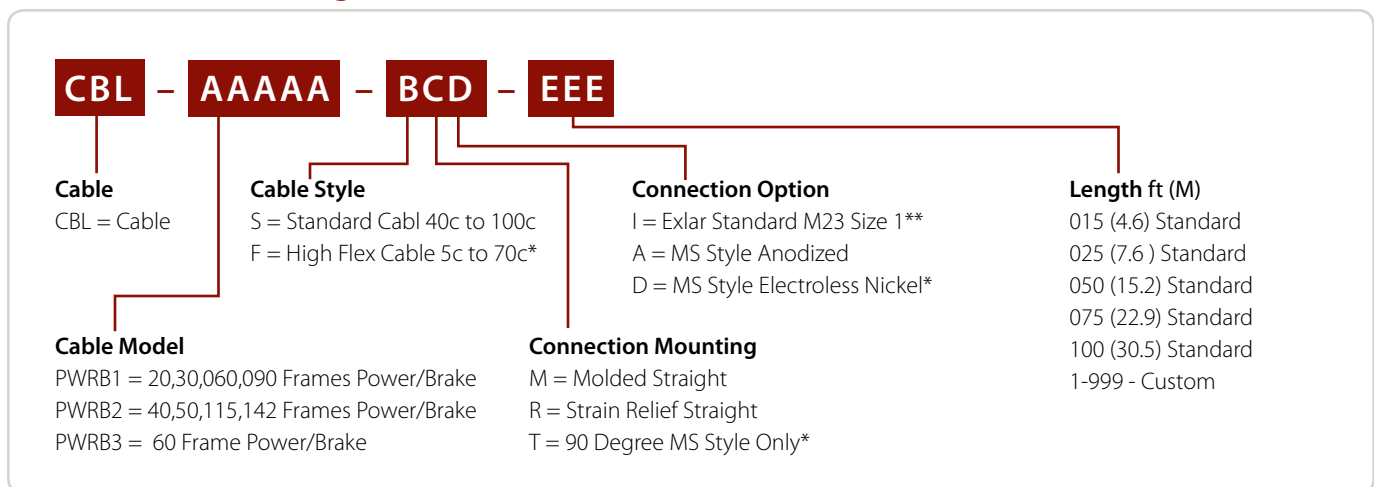 CBL – AAAAA – BCD – EEE
Cable
CBL = Cable
Cable Style
S = Standard Cabl 40c to 100c
F = High Flex Cable 5c to 70c*
Connection Option
I = Exlar Standard M23 Size 1**
A = MS Style Anodized
D = MS Style Electroless Nickel*
Length ft (M)
015 (4.6) Standard
025 (7.6 ) Standard
050 (15.2) Standard
075 (22.9) Standard
100 (30.5) Standard
1-999 - Custom
Cable Model
PWRB1 = 20,30,060,090 Frames Power/Brake
PWRB2 = 40,50,115,142 Frames Power/Brake
PWRB3 =  60 Frame Power/Brake
Connection Mounting
M = Molded Straight
R = Strain Relief Straight
T = 90 Degree MS Style Only*